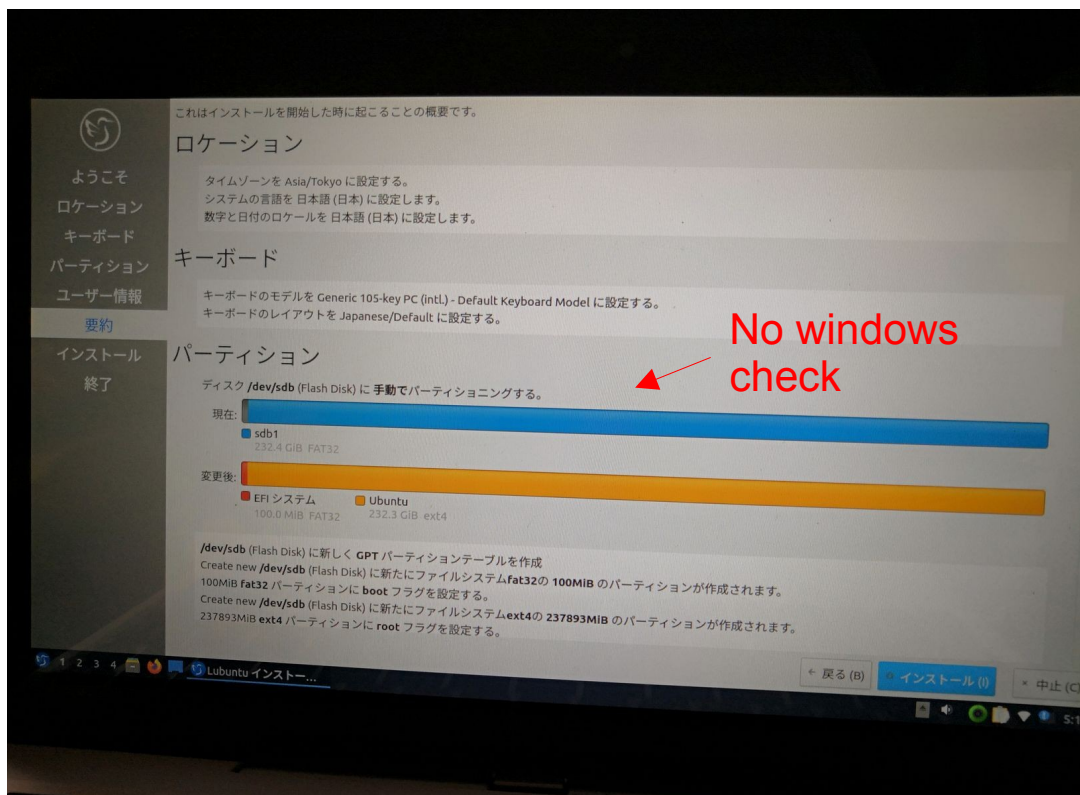 これはインストールを開始した時に起こることの概要です。
ロケーション
タイムゾーンを Asia/Tokyo に設定する。
システムの言語を 日本語 (日本) に設定します。
数字と日付のロケールを 日本語 (日本) に設定します。
キーボード
キーボードのモデルを Generic 105-key PC (intl.) - Default Keyboard Model に設定する。
キーボードのレイアウトを Japanese/Default に設定する。
パーティション
ディスク /dev/sdb (Flash Disk) に 手動でパーティショニングする。
No windows
check
現在:
sdb1
232.4 GiB FAT32
変更後:
EFI システム
100.0 MiB FAT32
Ubuntu
232.3 GiB ext4
/dev/sdb (Flash Disk) に新しく GPT パーティションテーブルを作成
Create new /dev/sdb (Flash Disk) に新たにファイルシステムfat32の 100MiB のパーティションが作成されます。
100MiB fat32 パーティションに boot フラグを設定する。
Create new /dev/sdb (Flash Disk) に新たにファイルシステムext4の 237893MiB のパーティションが作成されます。
237893MiB ext4 パーティションに root フラグを設定する。
ようこそ
ロケーション
キーボード
パーティション
ユーザー情報
要約
インストール
終了
戻る (B)
インストール (I)
中止 (C)
1 2 3 4
Lubuntu インストー...